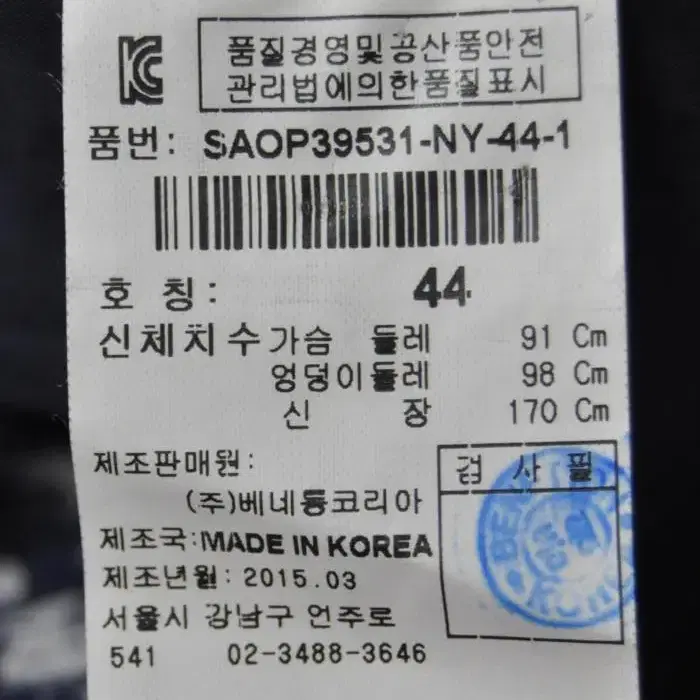 KC
품질경영및공산품안전
관리법에의한품질표시
품번: SAOP39531-NY-44-1
호 칭: 44
신체치수 가슴 둘레 91 Cm
엉덩이둘레 98 Cm
신 장 170 Cm
제조판매원:
(주)베네통코리아
검 사 필
제조국:MADE IN KOREA
제조년월: 2015.03
서울시 강남구 언주로
541 02-3488-3646